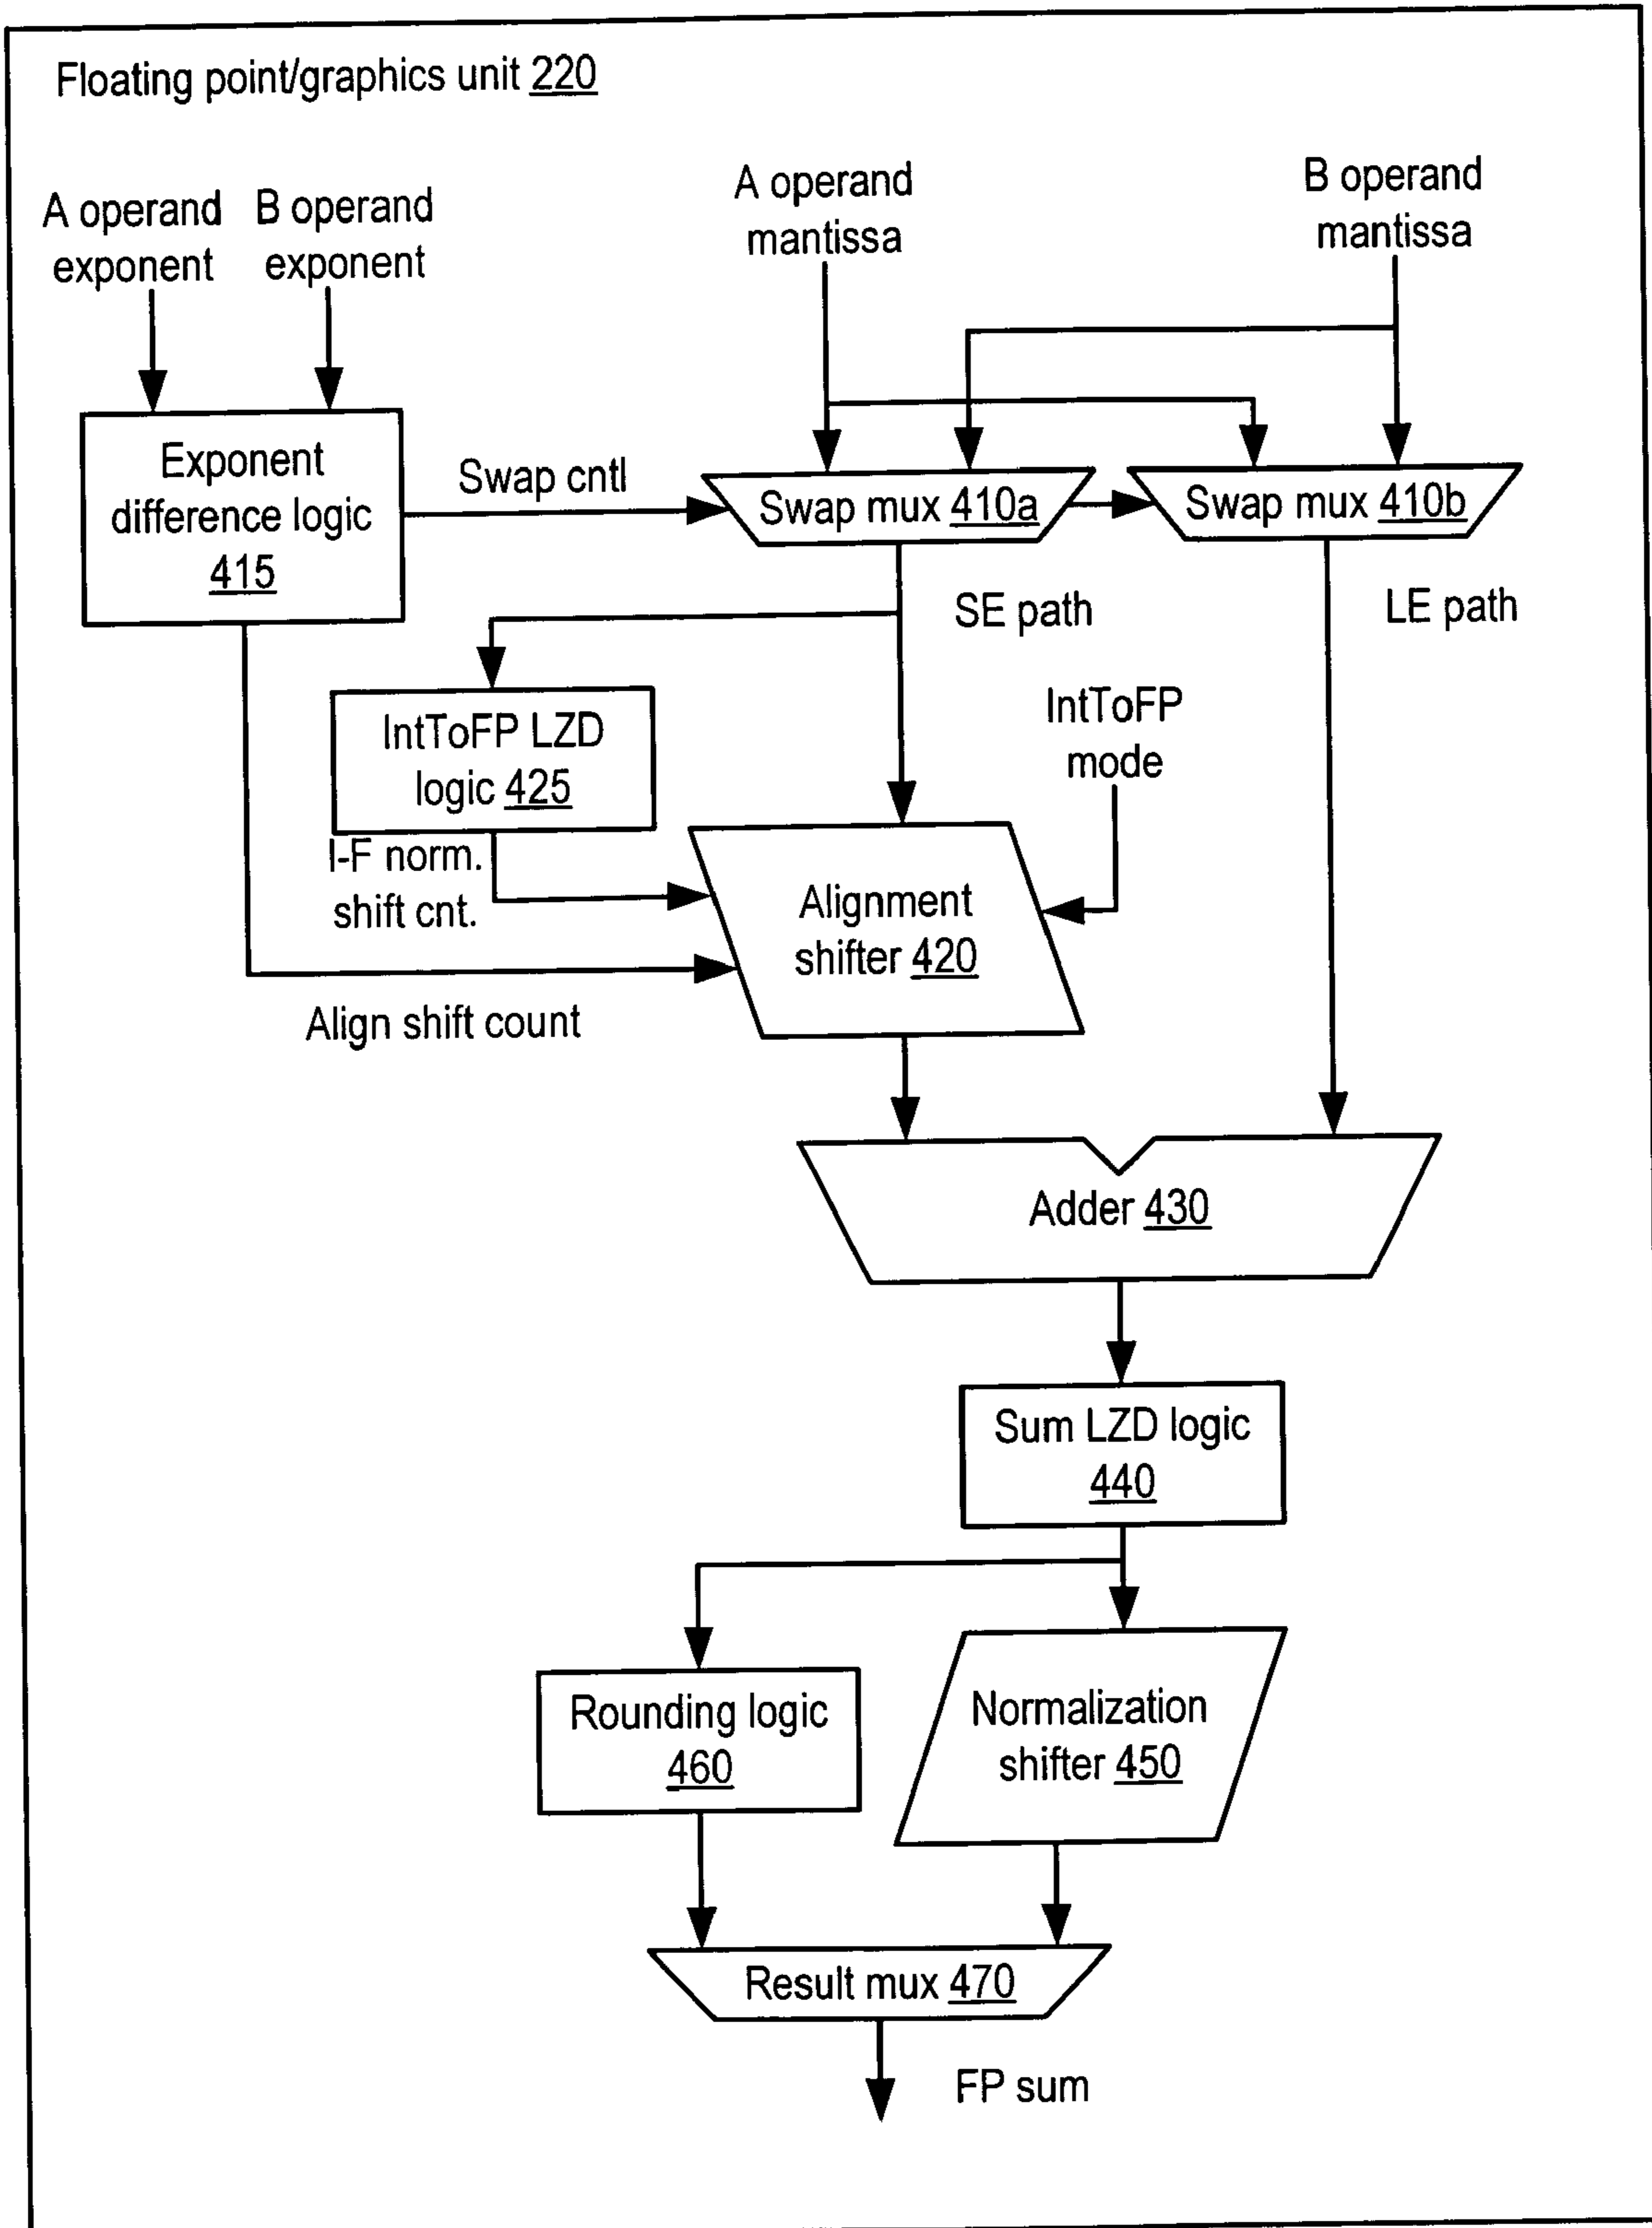 Floating point/graphics unit 220
A operand
exponent
B operand
exponent
A operand
mantissa
B operand
mantissa
Exponent
difference logic
415
Swap cntl
Swap mux 410a
Swap mux 410b
SE path
LE path
IntToFP LZD
logic 425
IntToFP
mode
I-F norm.
shift cnt.
Alignment
shifter 420
Align shift count
Adder 430
Sum LZD logic
440
Rounding logic
460
Normalization
shifter 450
Result mux 470
FP sum